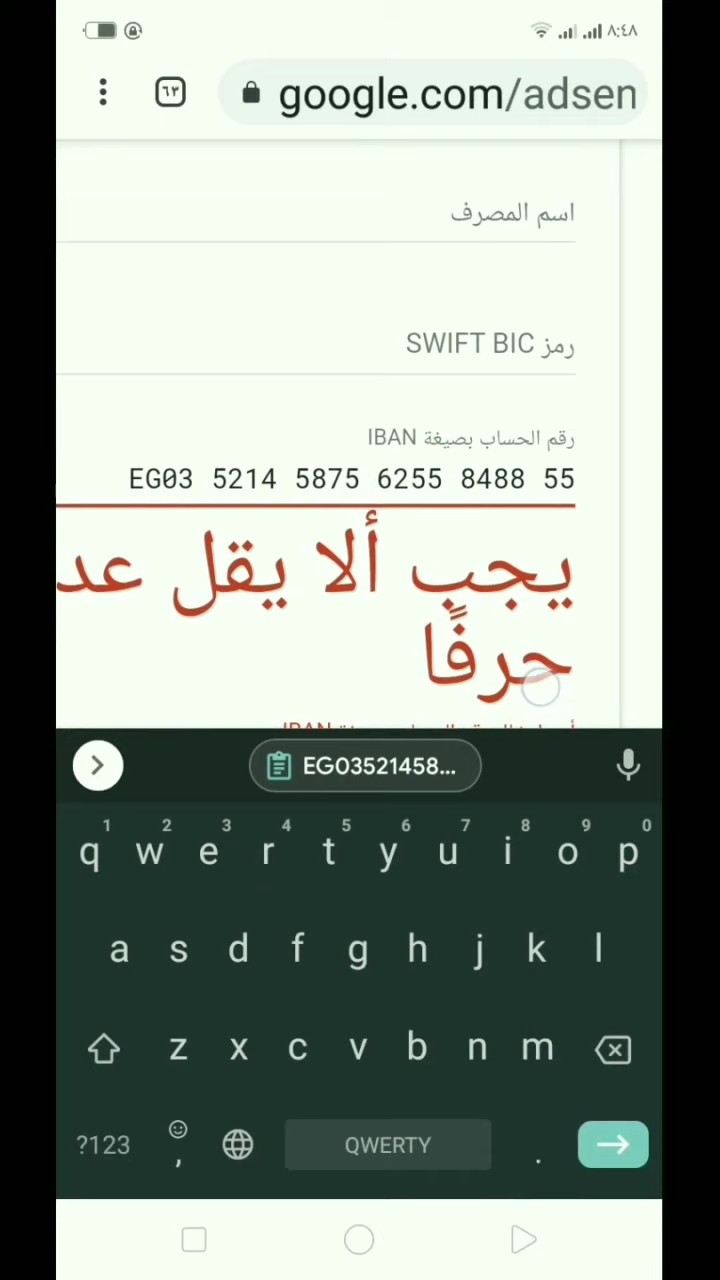 ٨:٤٨
google.com/adsen
٦٣
اسم المصرف
رمز SWIFT BIC
رقم الحساب بصيغة IBAN
EG03 5214 5875 6255 8488 55
يجب ألا يقل عد
حرفًا
IBAN
EG03521458...
1 2 3 4 5 6 7 8 9 0
q w e r t y u i o p
a s d f g h j k l
z x c v b n m
?123 , QWERTY .